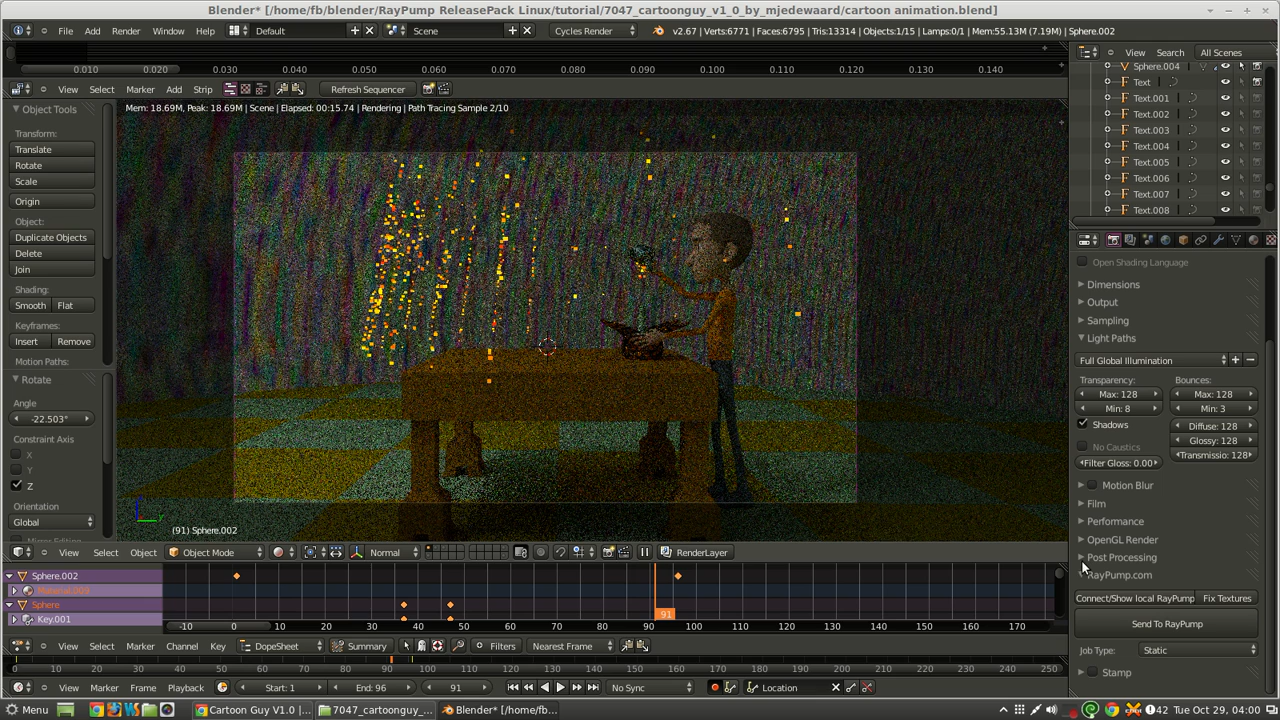 Blender* [/home/fb/blender/RayPump ReleasePack Linux/tutorial/7047_cartoonguy_v1_0_by_mjedewaard/cartoon animation.blend]
File Add Render Window Help Default Scene Cycles Render v2.67 | Verts:6771 | Faces:6795 | Tris:13314 | Objects:1/15 | Lamps:0/1 | Mem:55.13M (7.19M) | Sphere.002
View Search All Scenes
0.010 0.020 0.030 0.040 0.050 0.060 0.070 0.080 0.090 0.100 0.110 0.120 0.130 0.140
View Select Marker Add Strip Refresh Sequencer
Sphere.004
Text
Text.001
Text.002
Text.003
Text.004
Text.005
Text.006
Text.007
Text.008
Object Tools
Transform:
Translate
Rotate
Scale
Origin
Object:
Duplicate Objects
Delete
Join
Shading:
Smooth Flat
Keyframes:
Insert Remove
Motion Paths:
Rotate
Angle
-22.503°
Constraint Axis
X
Y
Z
Orientation
Global
Mem: 18.69M, Peak: 18.69M | Scene | Elapsed: 00:15.74 | Rendering | Path Tracing Sample 2/10
(91) Sphere.002
Open Shading Language
Dimensions
Output
Sampling
Light Paths
Full Global Illumination
Transparency: Bounces:
Max: 128 Max: 128
Min: 8 Min: 3
Shadows Diffuse: 128
No Caustics Glossy: 128
Filter Gloss: 0.00 Transmissio: 128
Motion Blur
Film
Performance
OpenGL Render
Post Processing
RayPump.com
Connect/Show local RayPump Fix Textures
Send To RayPump
Job Type: Static
Stamp
View Select Object Object Mode Normal RenderLayer
Sphere.002
Material.009
Sphere
Key.001
91
-10 0 10 20 30 40 50 60 70 80 90 100 110 120 130 140 150 160 170
View Select Marker Channel Key DopeSheet Summary Filters Nearest Frame
0 10 20 30 40 50 60 70 80 90 100 110 120 130 140 150 160 170 180 190 200 210 220 230 240 250
View Marker Frame Playback Start: 1 End: 96 91 No Sync Location
Menu Cartoon Guy V1.0 |... 7047_cartoonguy_... Blender* [/home/fb... 42 Tue Oct 29, 04:00